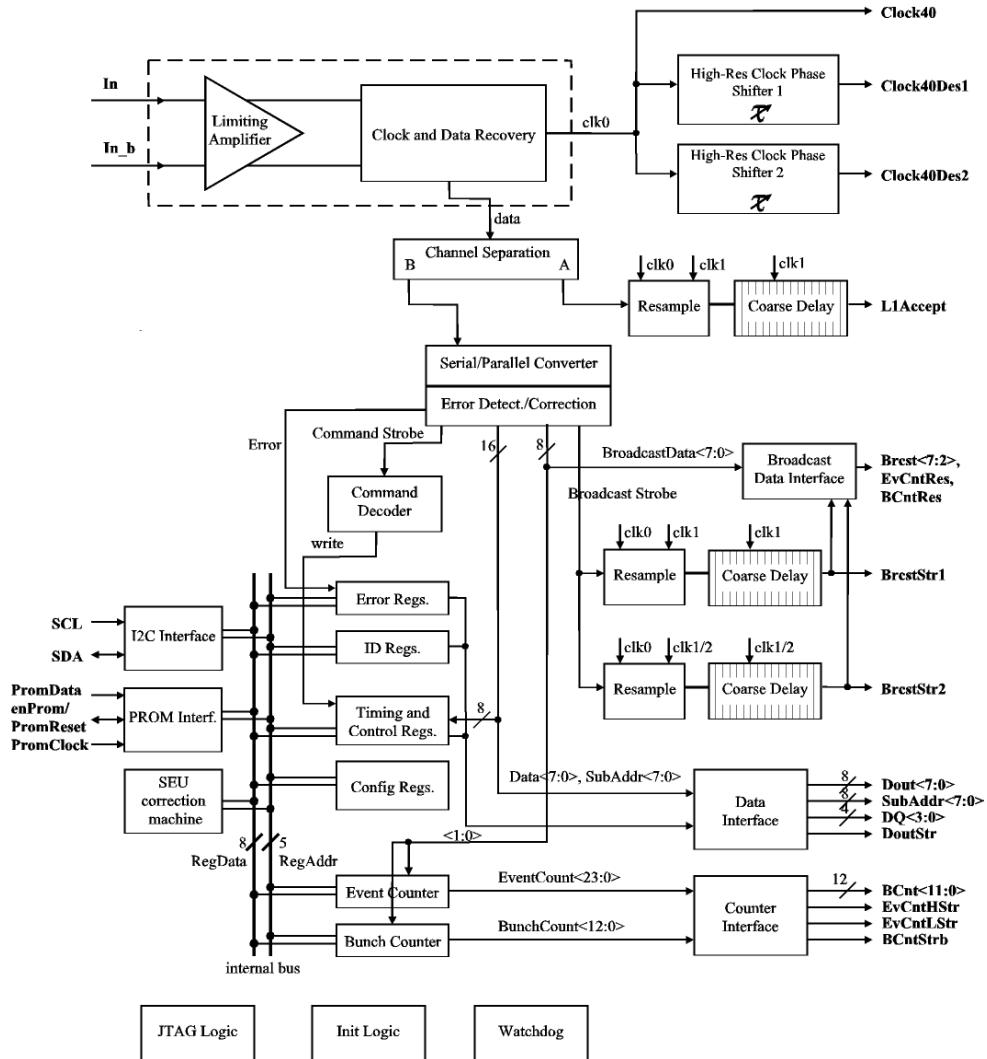 Clock40
In
In_b
Limiting
Amplifier
Clock and Data Recovery
clk0
High-Res Clock Phase
Shifter 1
Clock40Des1
High-Res Clock Phase
Shifter 2
Clock40Des2
data
Channel Separation
B A
clk0 clk1 clk1
Resample Coarse Delay L1Accept
Serial/Parallel Converter
Error Detect./Correction
Error
Command Strobe
16 8
BroadcastData<7:0>
Broadcast
Data Interface
Brcst<7:2>,
EvCntRes,
BCntRes
Command
Decoder
Broadcast Strobe
write
clk0 clk1 clk1
Resample Coarse Delay BrcstStr1
Error Regs.
SCL
I2C Interface
SDA
ID Regs.
clk0 clk1/2 clk1/2
Resample Coarse Delay BrcstStr2
PromData
enProm/
PromReset
PromClock
PROM Interf.
Timing and
Control Regs.
8
SEU
correction
machine
Config Regs.
Data<7:0>, SubAddr<7:0>
Data
Interface
8 Dout<7:0>
8 SubAddr<7:0>
4 DQ<3:0>
DoutStr
<1:0>
8 5
RegData RegAddr
Event Counter
EventCount<23:0>
Bunch Counter
BunchCount<12:0>
Counter
Interface
12 BCnt<11:0>
EvCntHStr
EvCntLStr
BCntStrb
internal bus
JTAG Logic Init Logic Watchdog